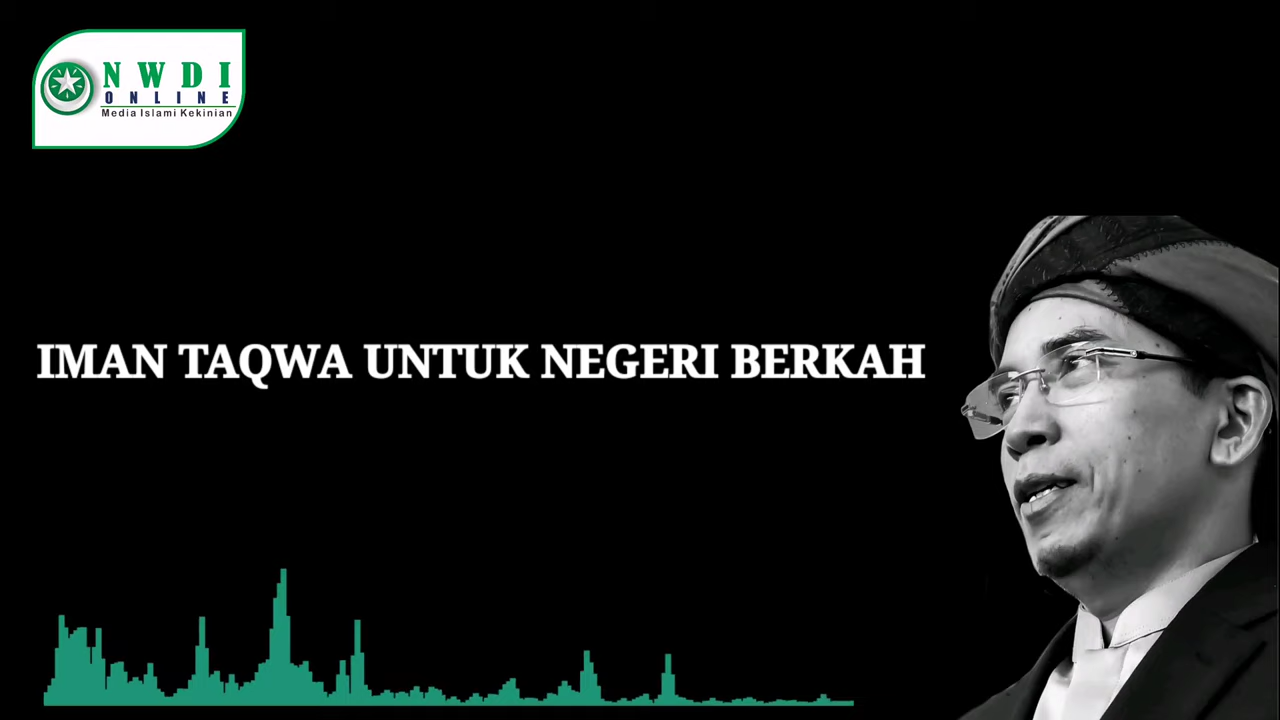 NWDI
ONLINE
Media Islami Kekinian
IMAN TAQWA UNTUK NEGERI BERKAH